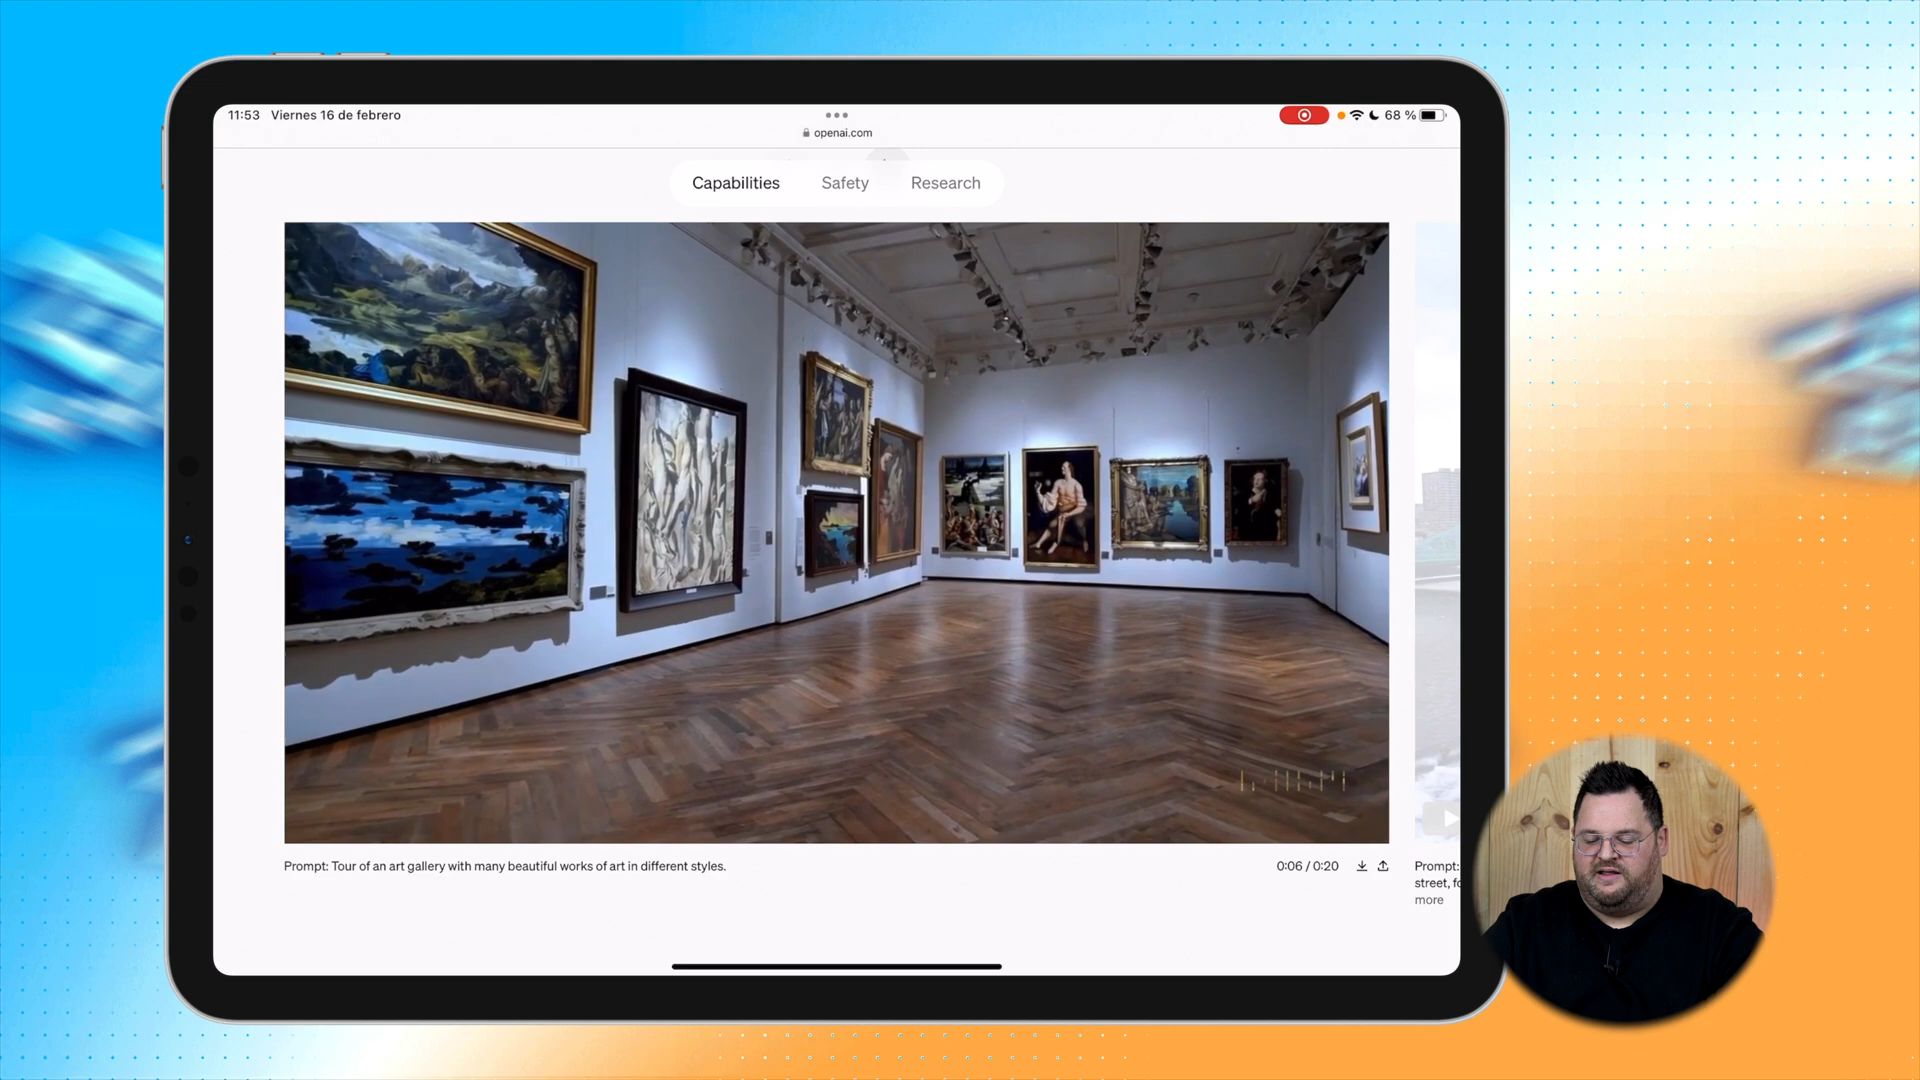 11:53 Viernes 16 de febrero
68 %
openai.com
Capabilities Safety Research
Prompt: Tour of an art gallery with many beautiful works of art in different styles.
0:06 / 0:20
Prompt:
street, fo
more